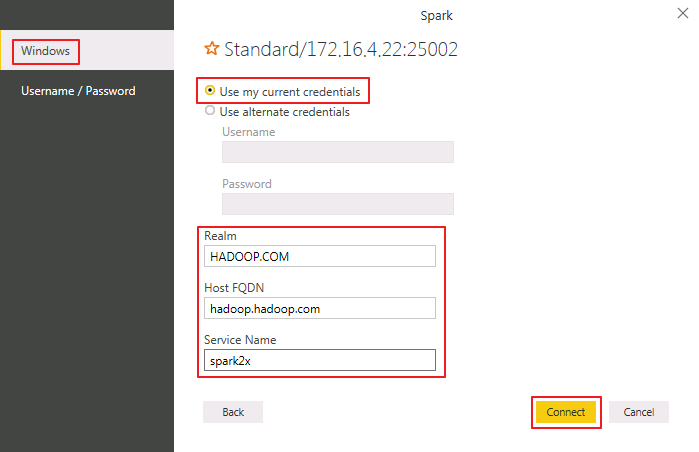 Spark
Windows
Username / Password
Standard/172.16.4.22:25002
Use my current credentials
Use alternate credentials
Username
Password
Realm
HADOOP.COM
Host FQDN
hadoop.hadoop.com
Service Name
spark2x
Back
Connect
Cancel